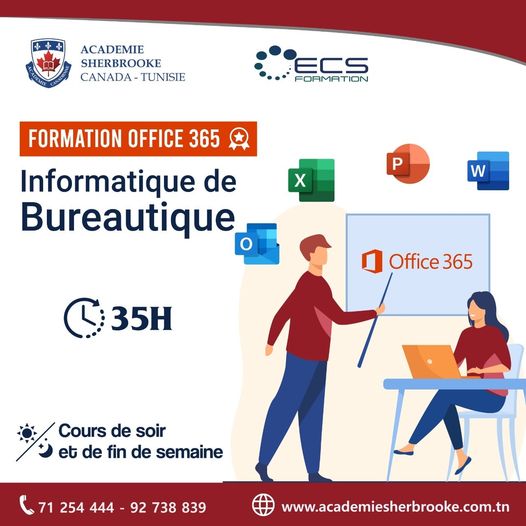 ACADEMIE
SHERBROOKE
CANADA - TUNISIE
ECS
FORMATION
FORMATION OFFICE 365
Informatique de
Bureautique
X
P
W
O
Office 365
35H
Cours de soir
et de fin de semaine
71 254 444 - 92 738 839
www.academiesherbrooke.com.tn